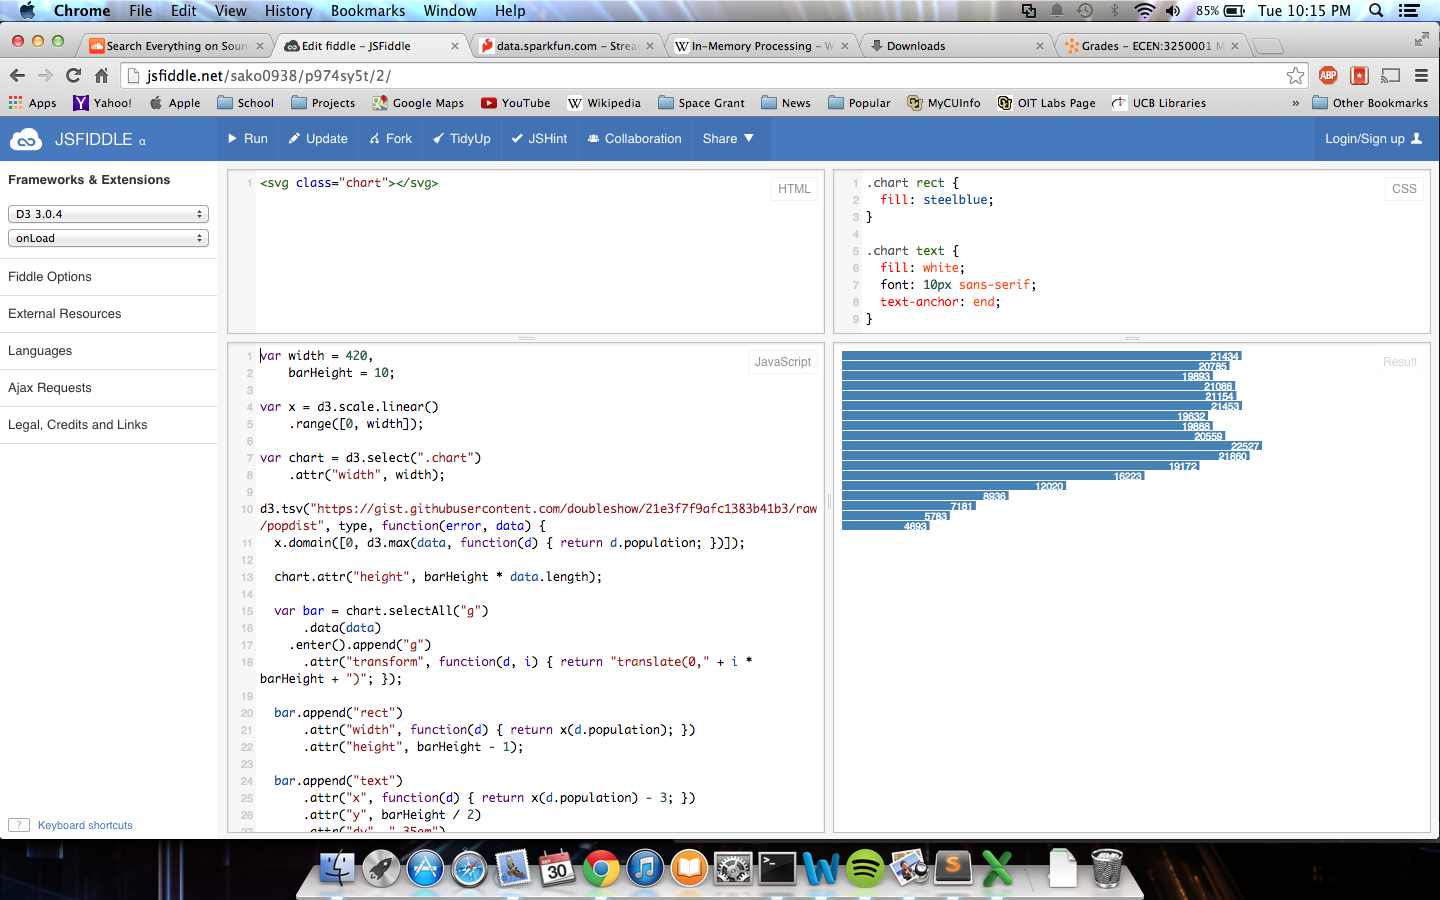 Chrome File Edit View History Bookmarks Window Help 85% Tue 10:15 PM
Search Everything on Soun × Edit fiddle – JSFiddle × data.sparkfun.com – Strea × W In-Memory Processing – W × Downloads × Grades – ECEN:3250001 M ×
jsfiddle.net/sako0938/p974sy5t/2/ ABP
Apps Y Yahoo! Apple School Projects Google Maps YouTube W Wikipedia Space Grant News Popular MyCUInfo OIT Labs Page UCB Libraries » Other Bookmarks
JSFIDDLE α Run Update Fork TidyUp JSHint Collaboration Share Login/Sign up
Frameworks & Extensions
D3 3.0.4
onLoad
Fiddle Options
External Resources
Languages
Ajax Requests
Legal, Credits and Links
? Keyboard shortcuts
HTML
1 <svg class="chart"></svg>
CSS
1 .chart rect {
2 fill: steelblue;
3 }
4
5 .chart text {
6 fill: white;
7 font: 10px sans-serif;
8 text-anchor: end;
9 }
JavaScript
1 var width = 420,
2 barHeight = 10;
3
4 var x = d3.scale.linear()
5 .range([0, width]);
6
7 var chart = d3.select(".chart")
8 .attr("width", width);
9
10 d3.tsv("https://gist.githubusercontent.com/doubleshow/21e3f7f9afc1383b41b3/raw
/popdist", type, function(error, data) {
11 x.domain([0, d3.max(data, function(d) { return d.population; })]);
12
13 chart.attr("height", barHeight * data.length);
14
15 var bar = chart.selectAll("g")
16 .data(data)
17 .enter().append("g")
18 .attr("transform", function(d, i) { return "translate(0," + i *
barHeight + ")"; });
19
20 bar.append("rect")
21 .attr("width", function(d) { return x(d.population); })
22 .attr("height", barHeight - 1);
23
24 bar.append("text")
25 .attr("x", function(d) { return x(d.population) - 3; })
26 .attr("y", barHeight / 2)
27 .attr("dy", ".35em")
Result
21434
20785
19893
21086
21154
21453
19632
19888
20559
22527
21860
19172
16223
12020
8936
7181
5783
4693
SEP
30